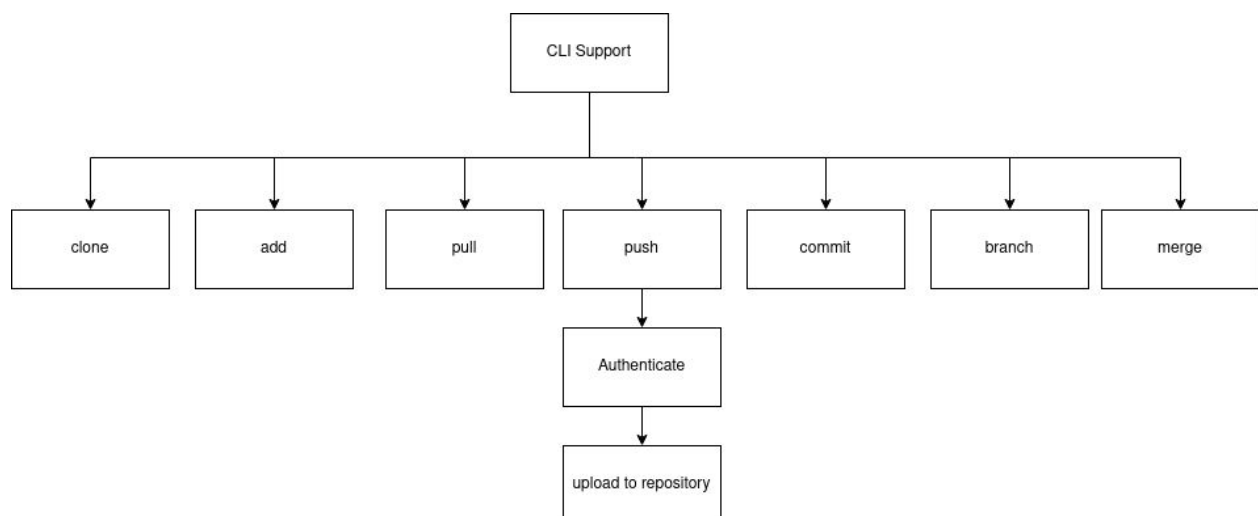 CLI Support
clone
add
pull
push
commit
branch
merge
Authenticate
upload to repository